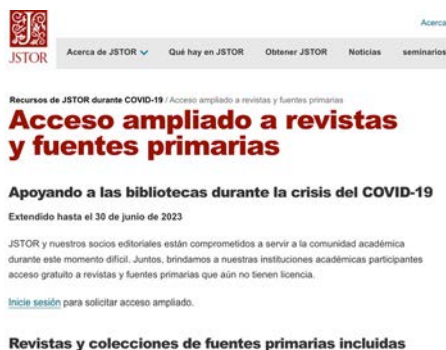 Acerca
JSTOR
Acerca de JSTOR Qué hay en JSTOR Obtener JSTOR Noticias seminarios
Recursos de JSTOR durante COVID-19 / Acceso ampliado a revistas y fuentes primarias
Acceso ampliado a revistas
y fuentes primarias
Apoyando a las bibliotecas durante la crisis del COVID-19
Extendido hasta el 30 de junio de 2023
JSTOR y nuestros socios editoriales están comprometidos a servir a la comunidad académica
durante este momento difícil. Juntos, brindamos a nuestras instituciones académicas participantes
acceso gratuito a revistas y fuentes primarias que aún no tienen licencia.
Inicie sesión para solicitar acceso ampliado.
Revistas y colecciones de fuentes primarias incluidas